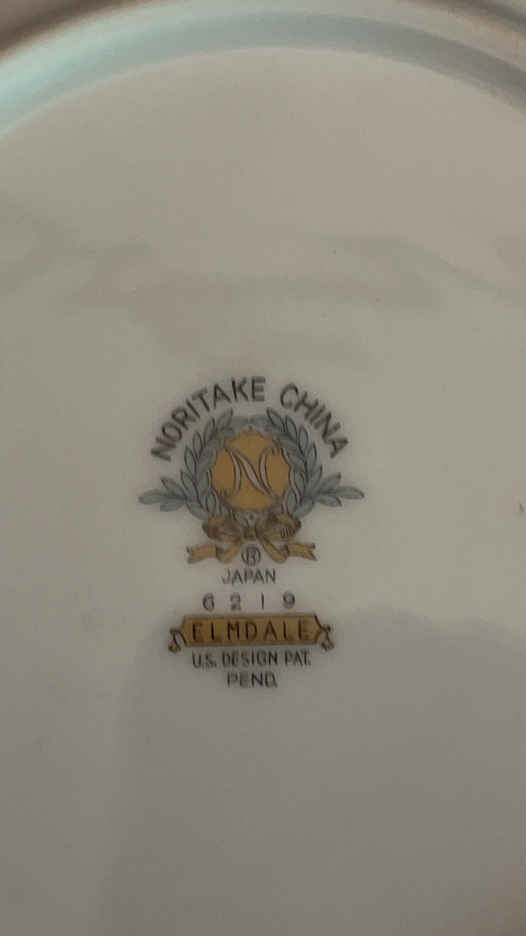 NORITAKE CHINA
N
®
JAPAN
6219
ELMDALE
U.S. DESIGN PAT.
PEND.